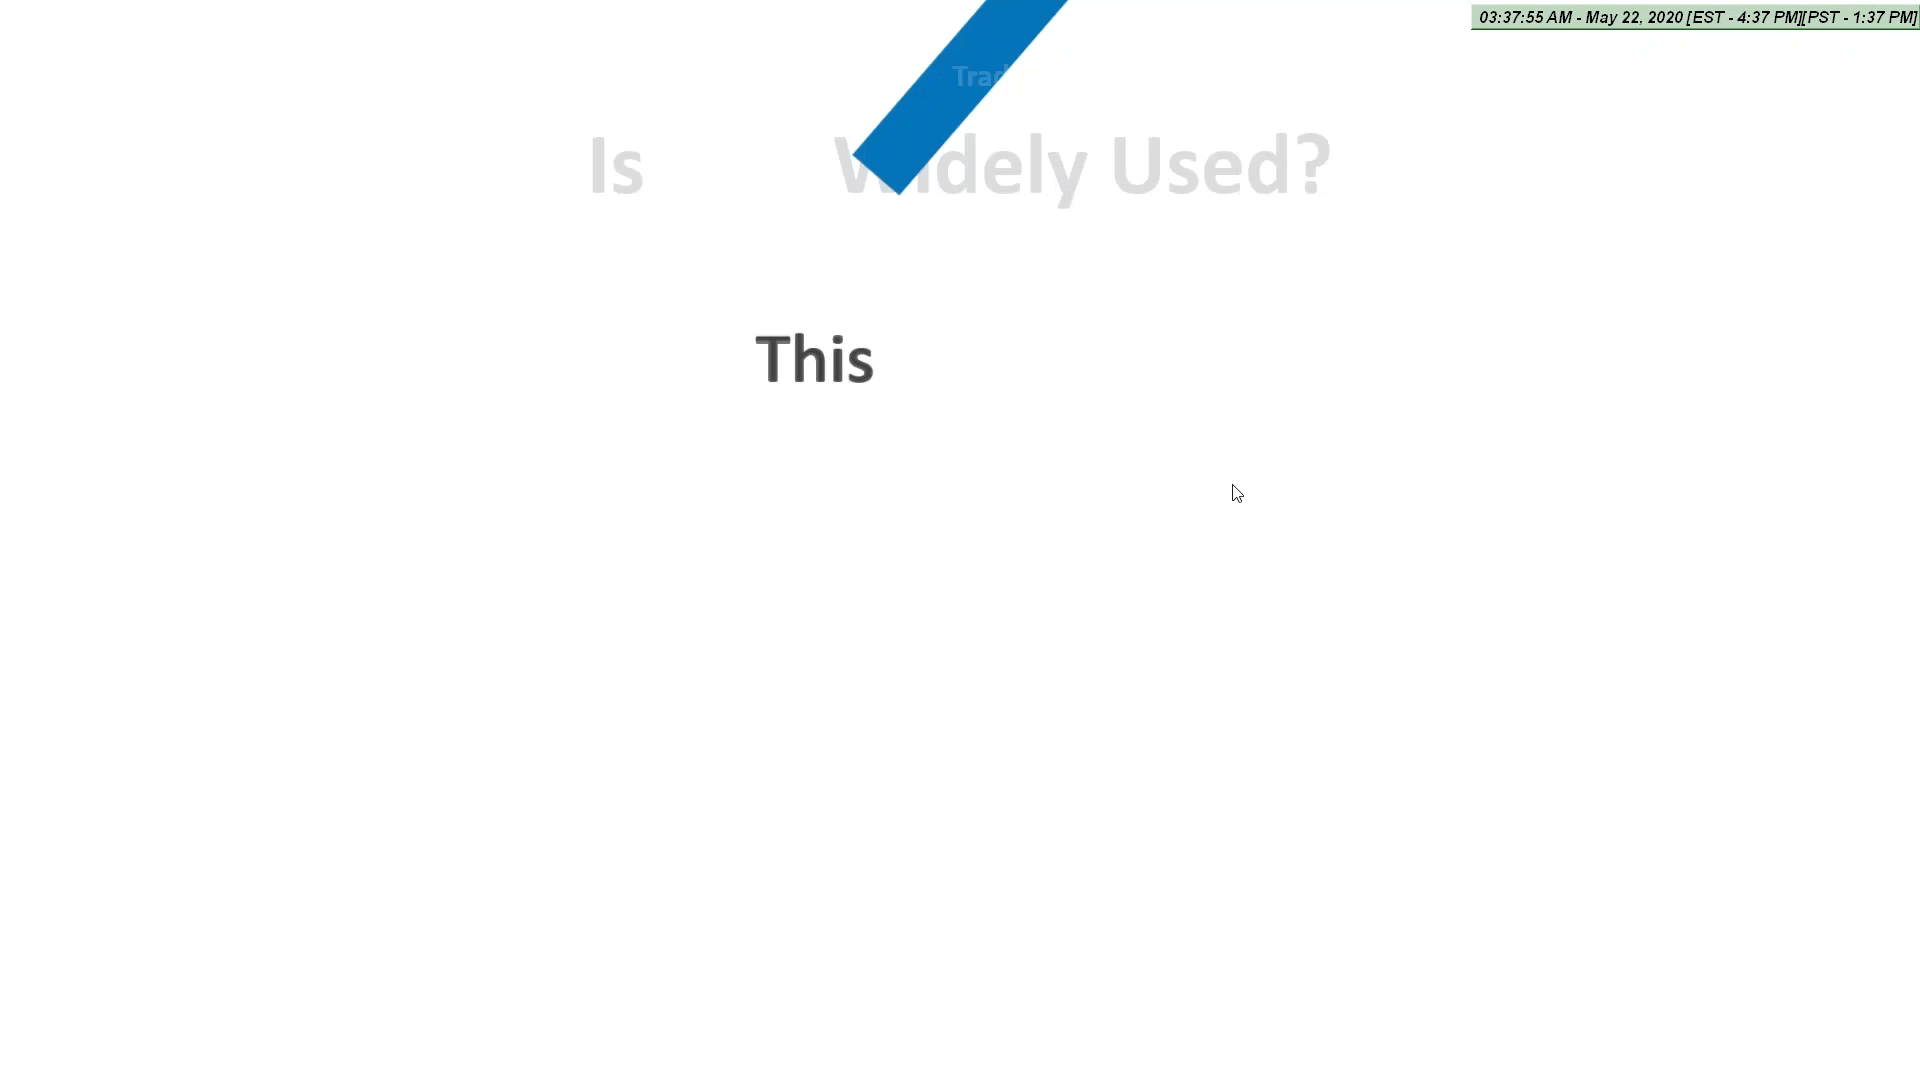 03:37:55 AM - May 22, 2020 [EST - 4:37 PM][PST - 1:37 PM]
Is Widely Used?
This